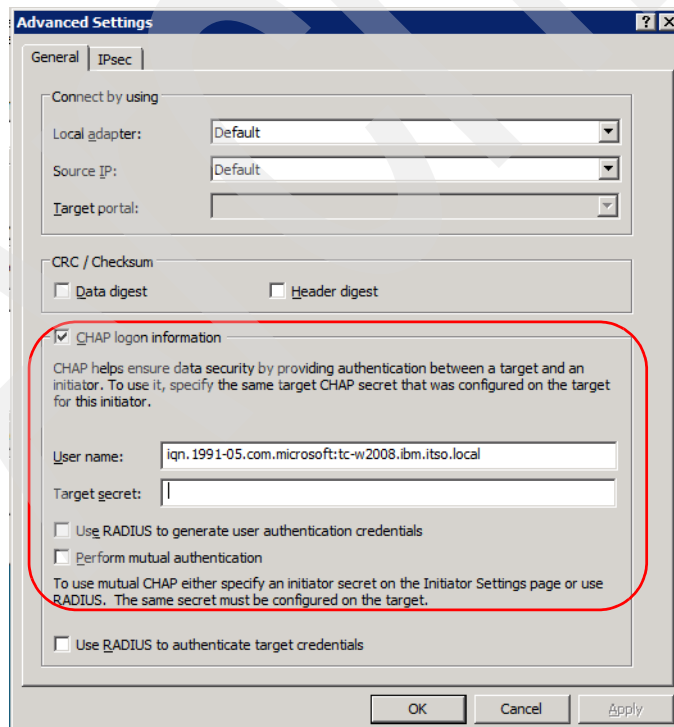 Advanced Settings
General IPsec
Connect by using
Local adapter: Default
Source IP: Default
Target portal:
CRC / Checksum
Data digest Header digest
CHAP logon information
CHAP helps ensure data security by providing authentication between a target and an
initiator. To use it, specify the same target CHAP secret that was configured on the target
for this initiator.
User name: iqn.1991-05.com.microsoft:tc-w2008.ibm.itso.local
Target secret:
Use RADIUS to generate user authentication credentials
Perform mutual authentication
To use mutual CHAP either specify an initiator secret on the Initiator Settings page or use
RADIUS. The same secret must be configured on the target.
Use RADIUS to authenticate target credentials
OK Cancel Apply